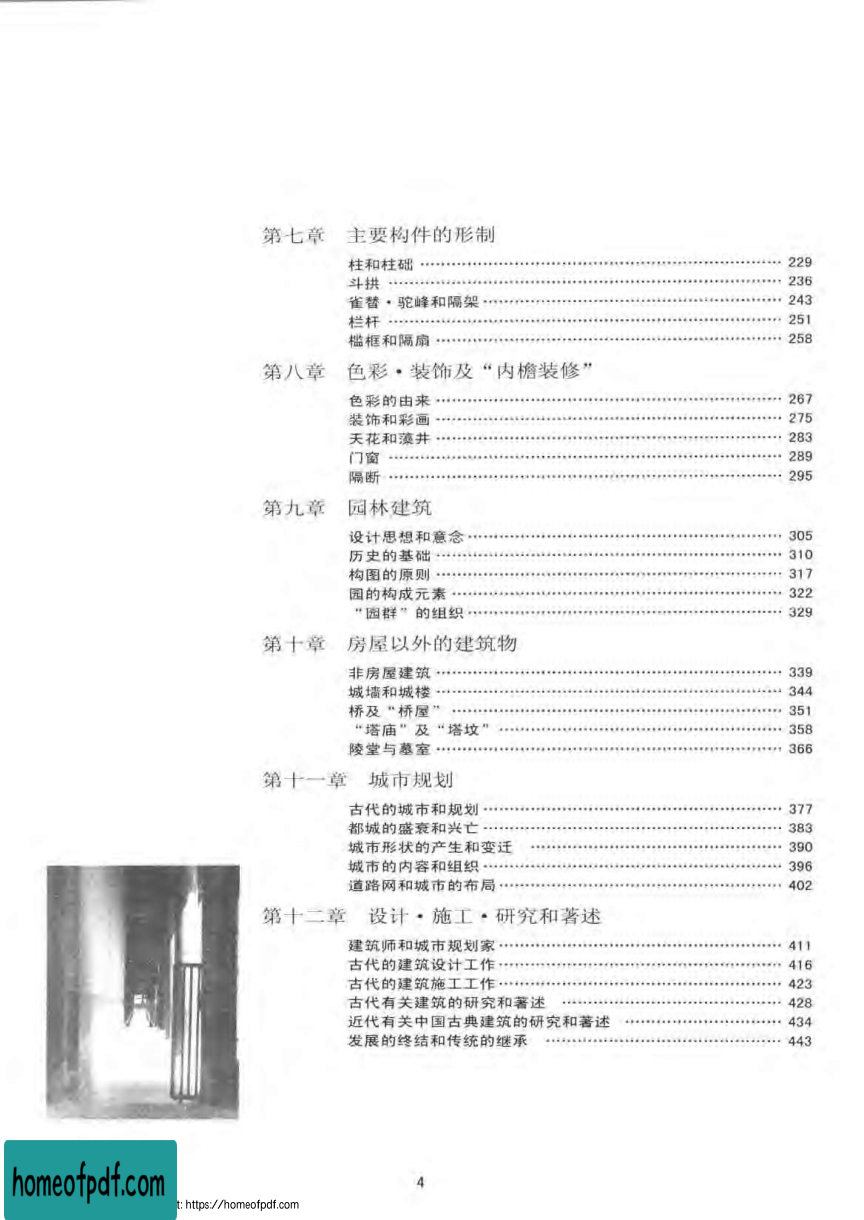 第七章 主要构件的形制
柱和柱础 …… 229
斗拱 …… 236
雀替·驼峰和隔架 …… 243
栏杆 …… 251
槛框和隔扇 …… 258
第八章 色彩·装饰及“内檐装修”
色彩的由来 …… 267
装饰和彩画 …… 275
天花和藻井 …… 283
门窗 …… 289
隔断 …… 295
第九章 园林建筑
设计思想和意念 …… 305
历史的基础 …… 310
构图的原则 …… 317
园的构成元素 …… 322
“园群”的组织 …… 329
第十章 房屋以外的建筑物
非房屋建筑 …… 339
城墙和城楼 …… 344
桥及“桥屋” …… 351
“塔庙”及“塔坟” …… 358
陵堂与墓室 …… 366
第十一章 城市规划
古代的城市和规划 …… 377
都城的盛衰和兴亡 …… 383
城市形状的产生和变迁 …… 390
城市的内容和组织 …… 396
道路网和城市的布局 …… 402
第十二章 设计·施工·研究和著述
建筑师和城市规划家 …… 411
古代的建筑设计工作 …… 416
古代的建筑施工工作 …… 423
古代有关建筑的研究和著述 …… 428
近代有关中国古典建筑的研究和著述 …… 434
发展的终结和传统的继承 …… 443
4
homeofpdf.com
t: https://homeofpdf.com